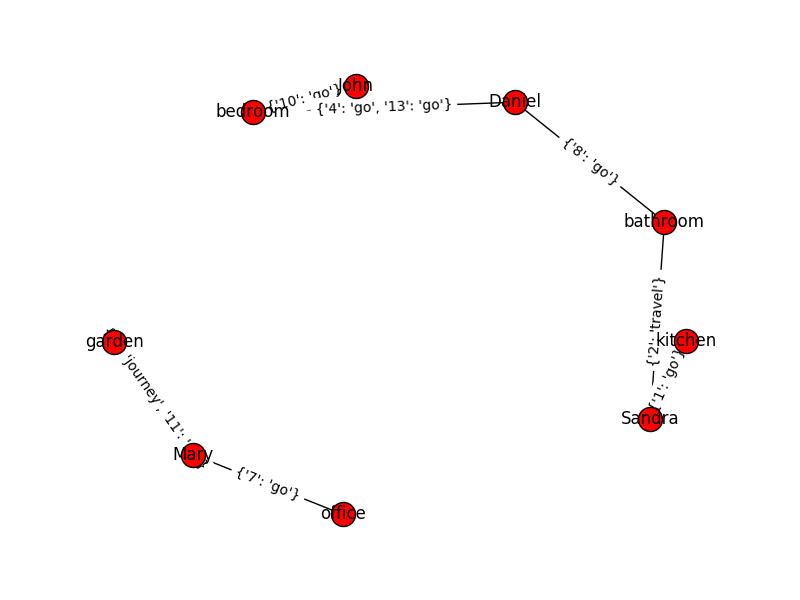 John
bedroom
{'10': 'go'}
{'4': 'go', '13': 'go'}
Daniel
{'8': 'go'}
bathroom
{'2': 'travel'}
kitchen
{'1': 'go'}
Sandra
garden
'journey', '11':
Mary
{'7': 'go'}
office